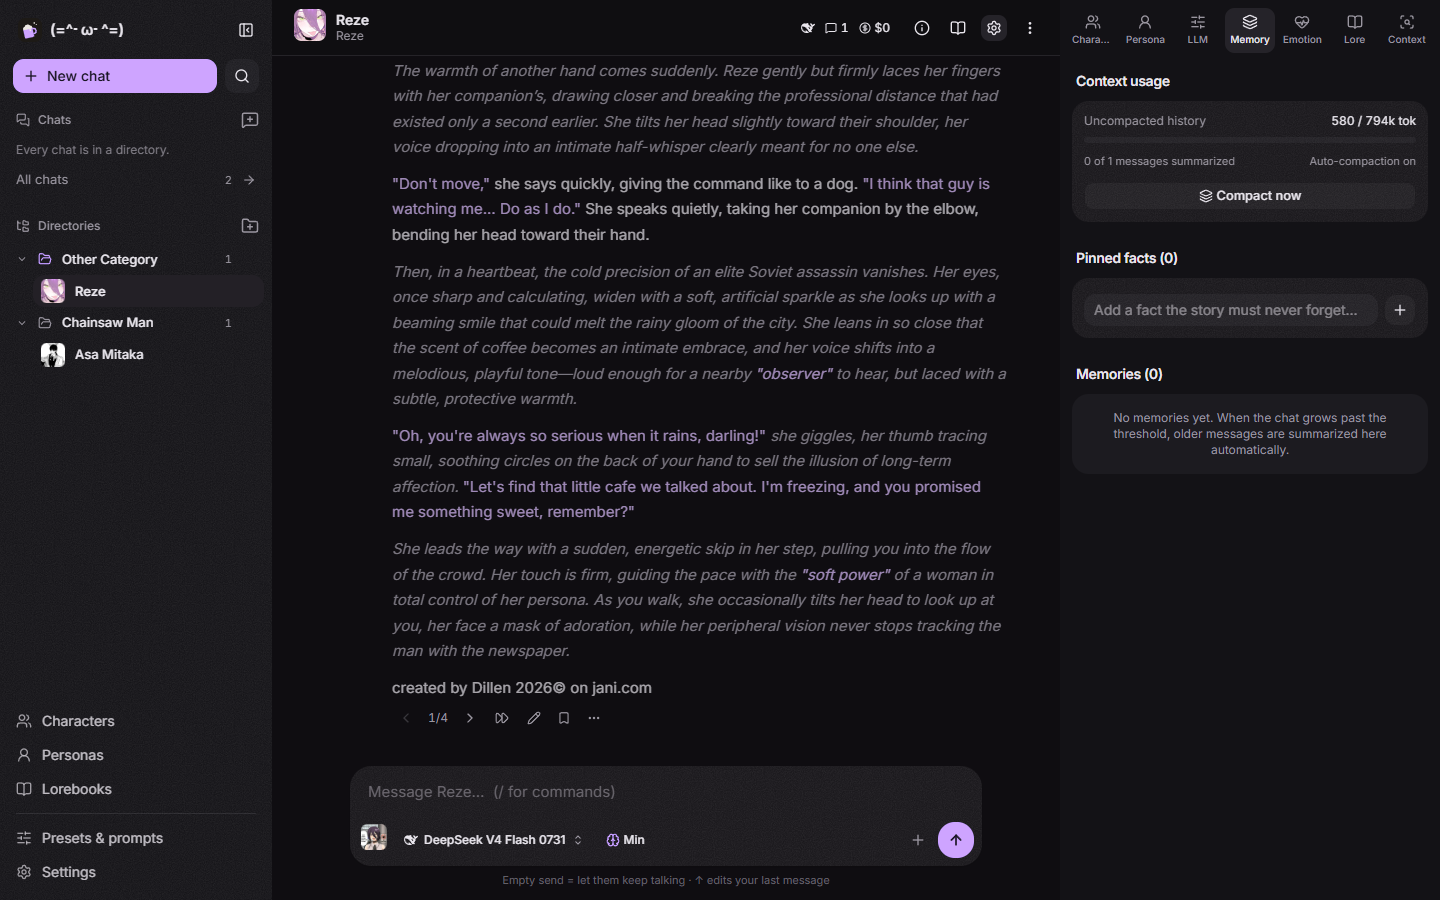 (=^- ω- ^=)
New chat
Chats
Every chat is in a directory.
All chats 2
Directories
Other Category 1
Reze
Chainsaw Man 1
Asa Mitaka
Characters
Personas
Lorebooks
Presets & prompts
Settings
Reze
Reze
1 $0
The warmth of another hand comes suddenly. Reze gently but firmly laces her fingers
with her companion's, drawing closer and breaking the professional distance that had
existed only a second earlier. She tilts her head slightly toward their shoulder, her
voice dropping into an intimate half-whisper clearly meant for no one else.
"Don't move," she says quickly, giving the command like to a dog. "I think that guy is
watching me... Do as I do." She speaks quietly, taking her companion by the elbow,
bending her head toward their hand.
Then, in a heartbeat, the cold precision of an elite Soviet assassin vanishes. Her eyes,
once sharp and calculating, widen with a soft, artificial sparkle as she looks up with a
beaming smile that could melt the rainy gloom of the city. She leans in so close that
the scent of coffee becomes an intimate embrace, and her voice shifts into a
melodious, playful tone—loud enough for a nearby "observer" to hear, but laced with a
subtle, protective warmth.
"Oh, you're always so serious when it rains, darling!" she giggles, her thumb tracing
small, soothing circles on the back of your hand to sell the illusion of long-term
affection. "Let's find that little cafe we talked about. I'm freezing, and you promised
me something sweet, remember?"
She leads the way with a sudden, energetic skip in her step, pulling you into the flow
of the crowd. Her touch is firm, guiding the pace with the "soft power" of a woman in
total control of her persona. As you walk, she occasionally tilts her head to look up at
you, her face a mask of adoration, while her peripheral vision never stops tracking the
man with the newspaper.
created by Dillen 2026© on jani.com
1/4
Message Reze... (/ for commands)
DeepSeek V4 Flash 0731 Min
Empty send = let them keep talking · ↑ edits your last message
Chara... Persona LLM Memory Emotion Lore Context
Context usage
Uncompacted history 580 / 794k tok
0 of 1 messages summarized Auto-compaction on
Compact now
Pinned facts (0)
Add a fact the story must never forget...
Memories (0)
No memories yet. When the chat grows past the
threshold, older messages are summarized here
automatically.